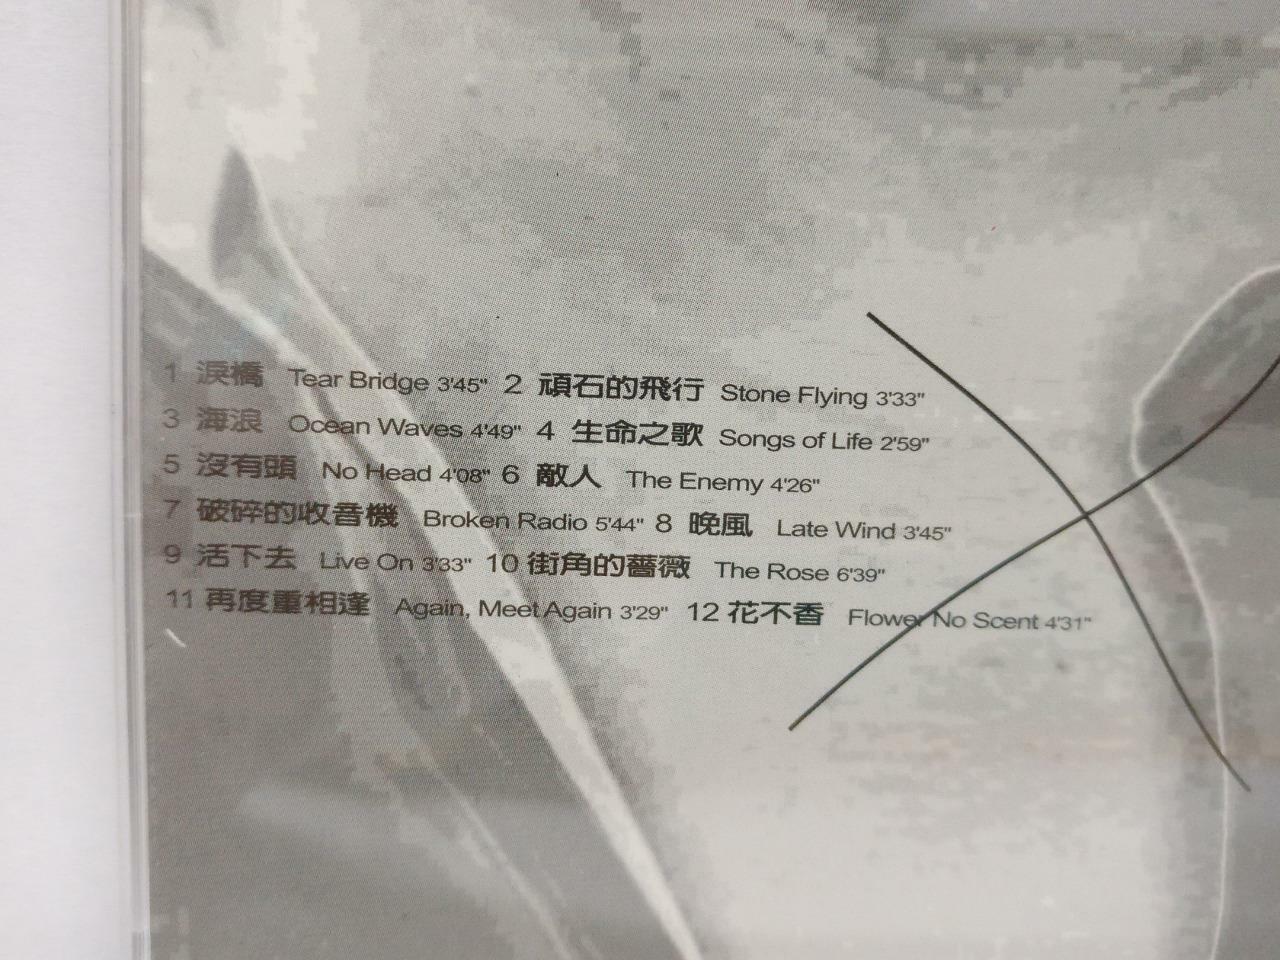 1 淚橋 Tear Bridge 3'45" 2 頑石的飛行 Stone Flying 3'33"
3 海浪 Ocean Waves 4'49" 4 生命之歌 Songs of Life 2'59"
5 沒有頭 No Head 4'08" 6 敵人 The Enemy 4'26"
7 破碎的收音機 Broken Radio 5'44" 8 晚風 Late Wind 3'45"
9 活下去 Live On 3'33" 10 街角的薔薇 The Rose 6'39"
11 再度重相逢 Again, Meet Again 3'29" 12 花不香 Flower No Scent 4'31"